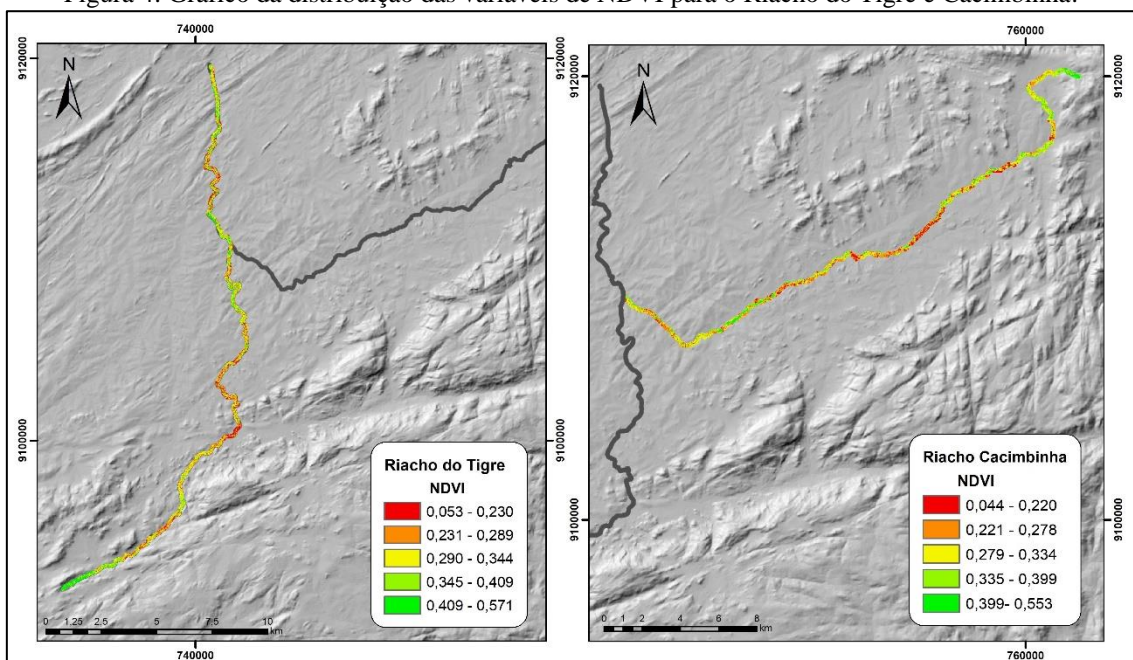 Figura 4: Gráfico da distribuição das variáveis de NDVI para o Riacho do Tigre e Cacimbinha.
740000
9120000
N
9100000
Riacho do Tigre
NDVI
0,053 - 0,230
0,231 - 0,289
0,290 - 0,344
0,345 - 0,409
0,409 - 0,571
0 1.25 2.5 5 7.5 10
km
740000
760000
9120000
N
9100000
Riacho Cacimbinha
NDVI
0,044 - 0,220
0,221 - 0,278
0,279 - 0,334
0,335 - 0,399
0,399- 0,553
0 1 2 4 6 8
km
760000